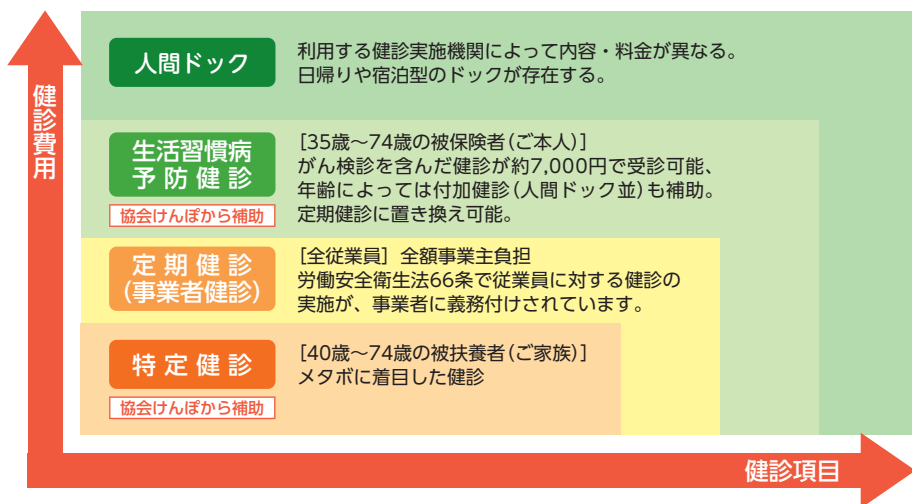 健診費用
人間ドック
利用する健診実施機関によって内容・料金が異なる。
日帰りや宿泊型のドックが存在する。
生活習慣病
予防健診
協会けんぽから補助
[35歳〜74歳の被保険者(ご本人)]
がん検診を含んだ健診が約7,000円で受診可能、
年齢によっては付加健診(人間ドック並)も補助。
定期健診に置き換え可能。
定期健診
(事業者健診)
[全従業員] 全額事業主負担
労働安全衛生法66条で従業員に対する健診の
実施が、事業者に義務付けされています。
特定健診
協会けんぽから補助
[40歳〜74歳の被扶養者(ご家族)]
メタボに着目した健診
健診項目